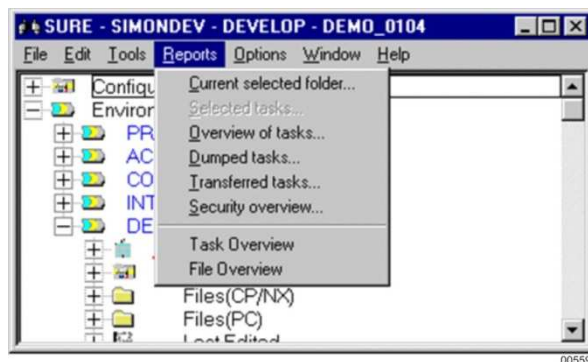 SURE - SIMONDEV - DEVELOP - DEMO_0104
File Edit Tools Reports Options Window Help
Configu
Environ
PR
AC
CO
INT
DE
Current selected folder...
Selected tasks...
Overview of tasks...
Dumped tasks...
Transferred tasks...
Security overview...
Task Overview
File Overview
Files(CP/NX)
Files(PC)
Last Edited